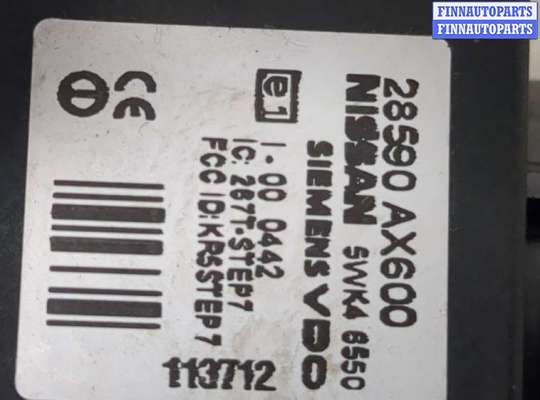 FINNAUTOPARTS
FINNAUTOPARTS
28590 AX600
NISSAN 5WK4 8550
SIEMENS VDO
e1
1-00 0442
IC: 267T-STEP7
FCC ID:KR5STEP7
CE
113712